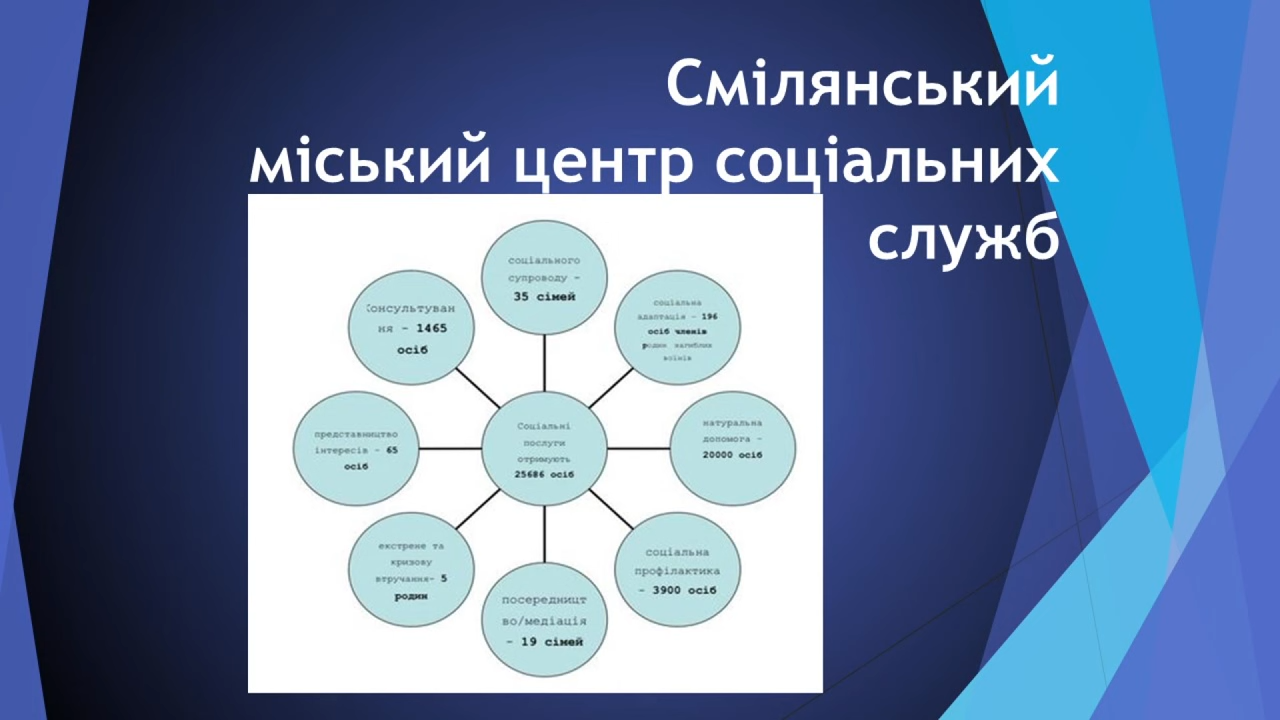 Смілянський
міський центр соціальних
служб
соціального
супроводу -
35 сімей
соціальна
адаптація - 196
осіб членів
родин загиблих
воїнів
натуральна
допомога -
20000 осіб
соціальна
профілактика
- 3900 осіб
посередницт
во/медіація
- 19 сімей
екстрене та
кризову
втручання- 5
родин
представництво
інтересів - 65
осіб
Консультуван
ня - 1465
осіб
Соціальні
послуги
отримують
25686 осіб